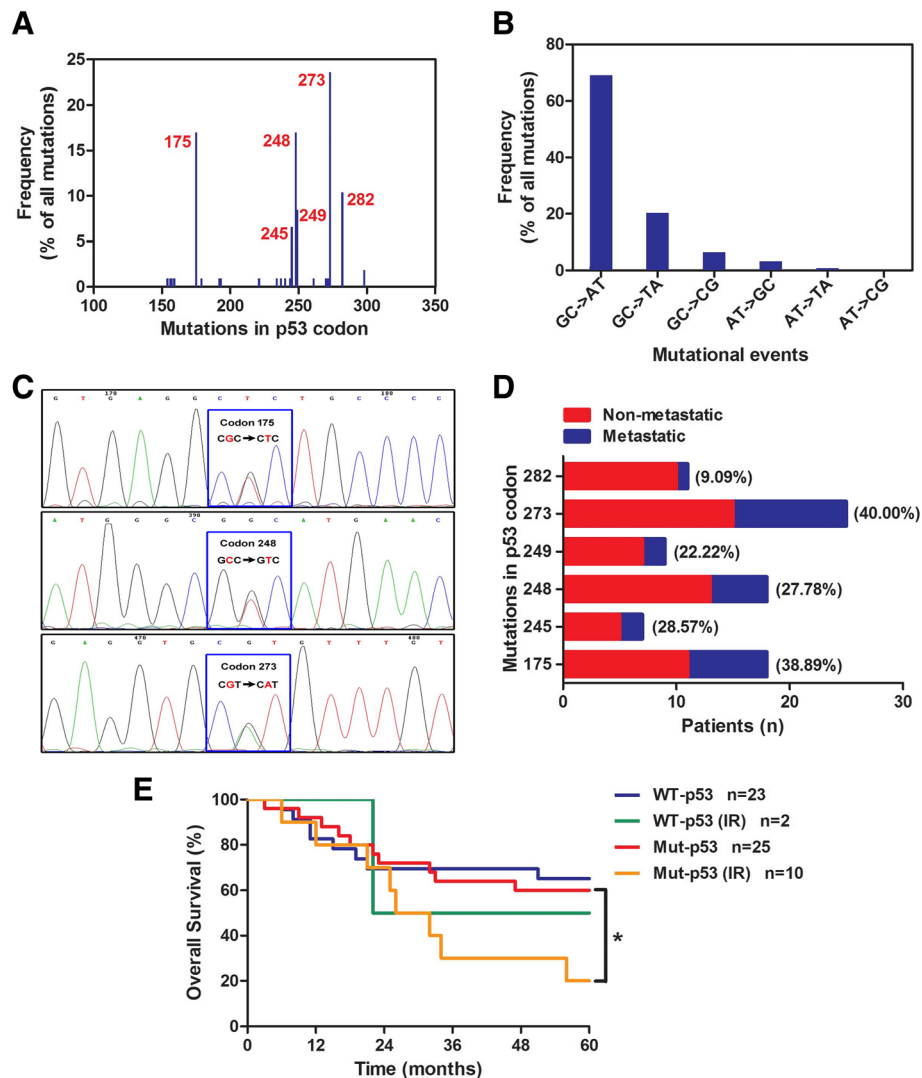 A
Frequency
(% of all mutations)
25
20
15
10
5
0
273
175
248
282
249
245
100
150
200
250
300
350
Mutations in p53 codon
B
Frequency
(% of all mutations)
80
60
40
20
0
GC->AT
GC->TA
GC->CG
AT->GC
AT->TA
AT->CG
Mutational events
C
170 180
G T G A G G C T C T G C C C C
Codon 175
CGC→CTC
390
A T G G G C G G C A T G A A C
Codon 248
GCC→GTC
470 480
G A G G T G C G T G T T T G T
Codon 273
CGT→CAT
D
Non-metastatic
Metastatic
Mutations in p53 codon
282 (9.09%)
273 (40.00%)
249 (22.22%)
248 (27.78%)
245 (28.57%)
175 (38.89%)
0 10 20 30
Patients (n)
E
Overall Survival (%)
100
80
60
40
20
0
0 12 24 36 48 60
Time (months)
WT-p53 n=23
WT-p53 (IR) n=2
Mut-p53 n=25
Mut-p53 (IR) n=10
*